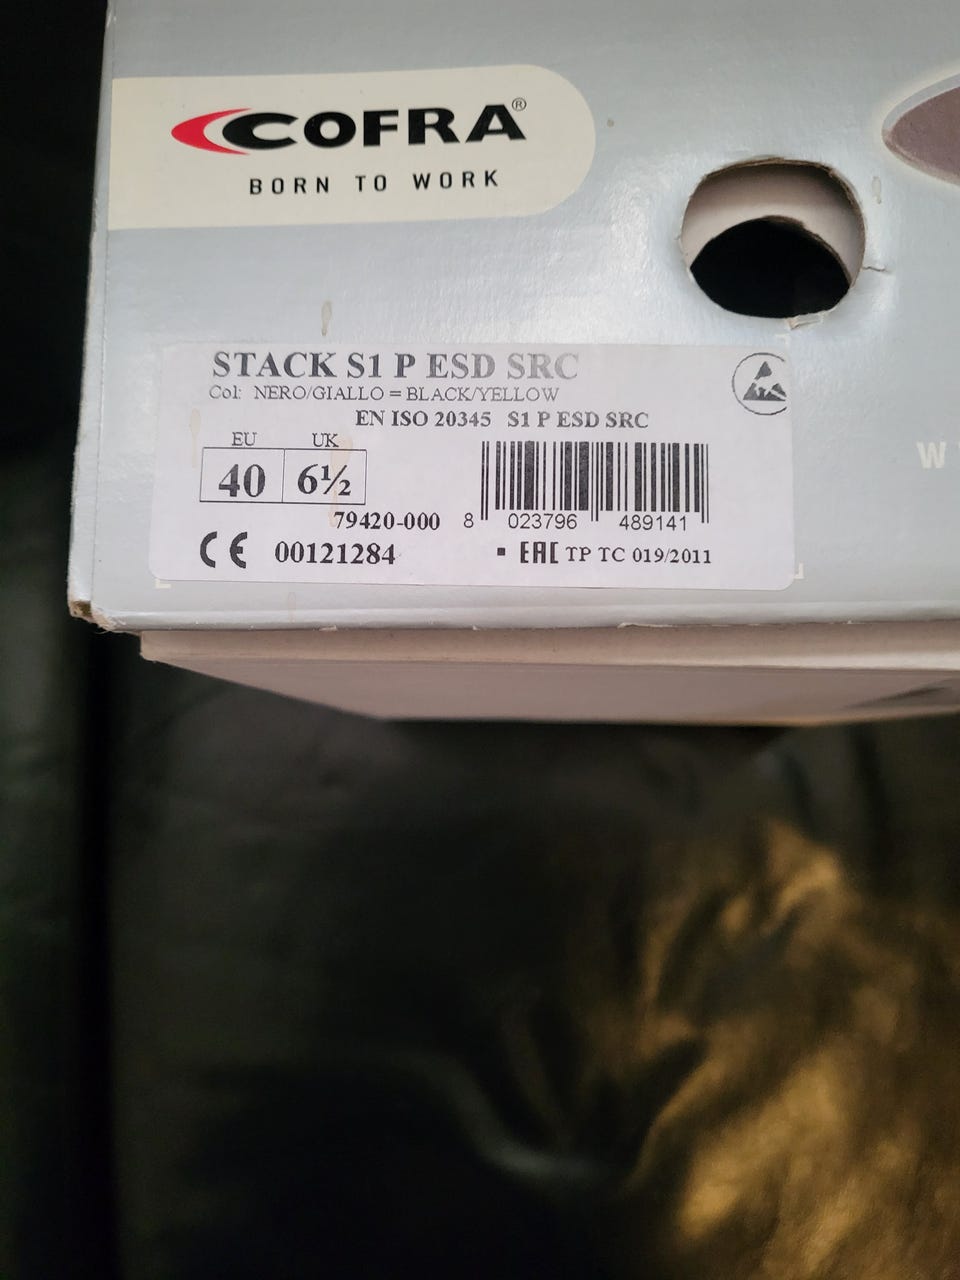 COFRA®
BORN TO WORK
STACK S1 P ESD SRC
Col: NERO/GIALLO = BLACK/YELLOW
EN ISO 20345 S1 P ESD SRC
EU UK
40 6½
79420-000 8 023796 489141
CE 00121284 ▪ EAC TP TC 019/2011
W